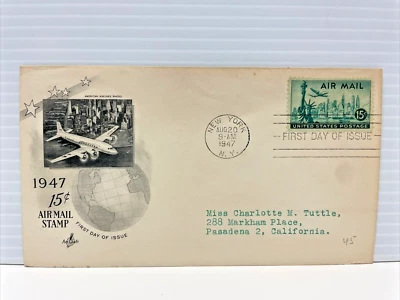 AIR MAIL
15¢
UNITED STATES POSTAGE
NEW YORK
AUG 20
9-AM
1947
N.Y.
FIRST DAY OF ISSUE
1947
15¢
AIR MAIL
STAMP
FIRST DAY OF ISSUE
ArtCraft
Miss Charlotte M. Tuttle,
288 Markham Place,
Pasadena 2, California.
45